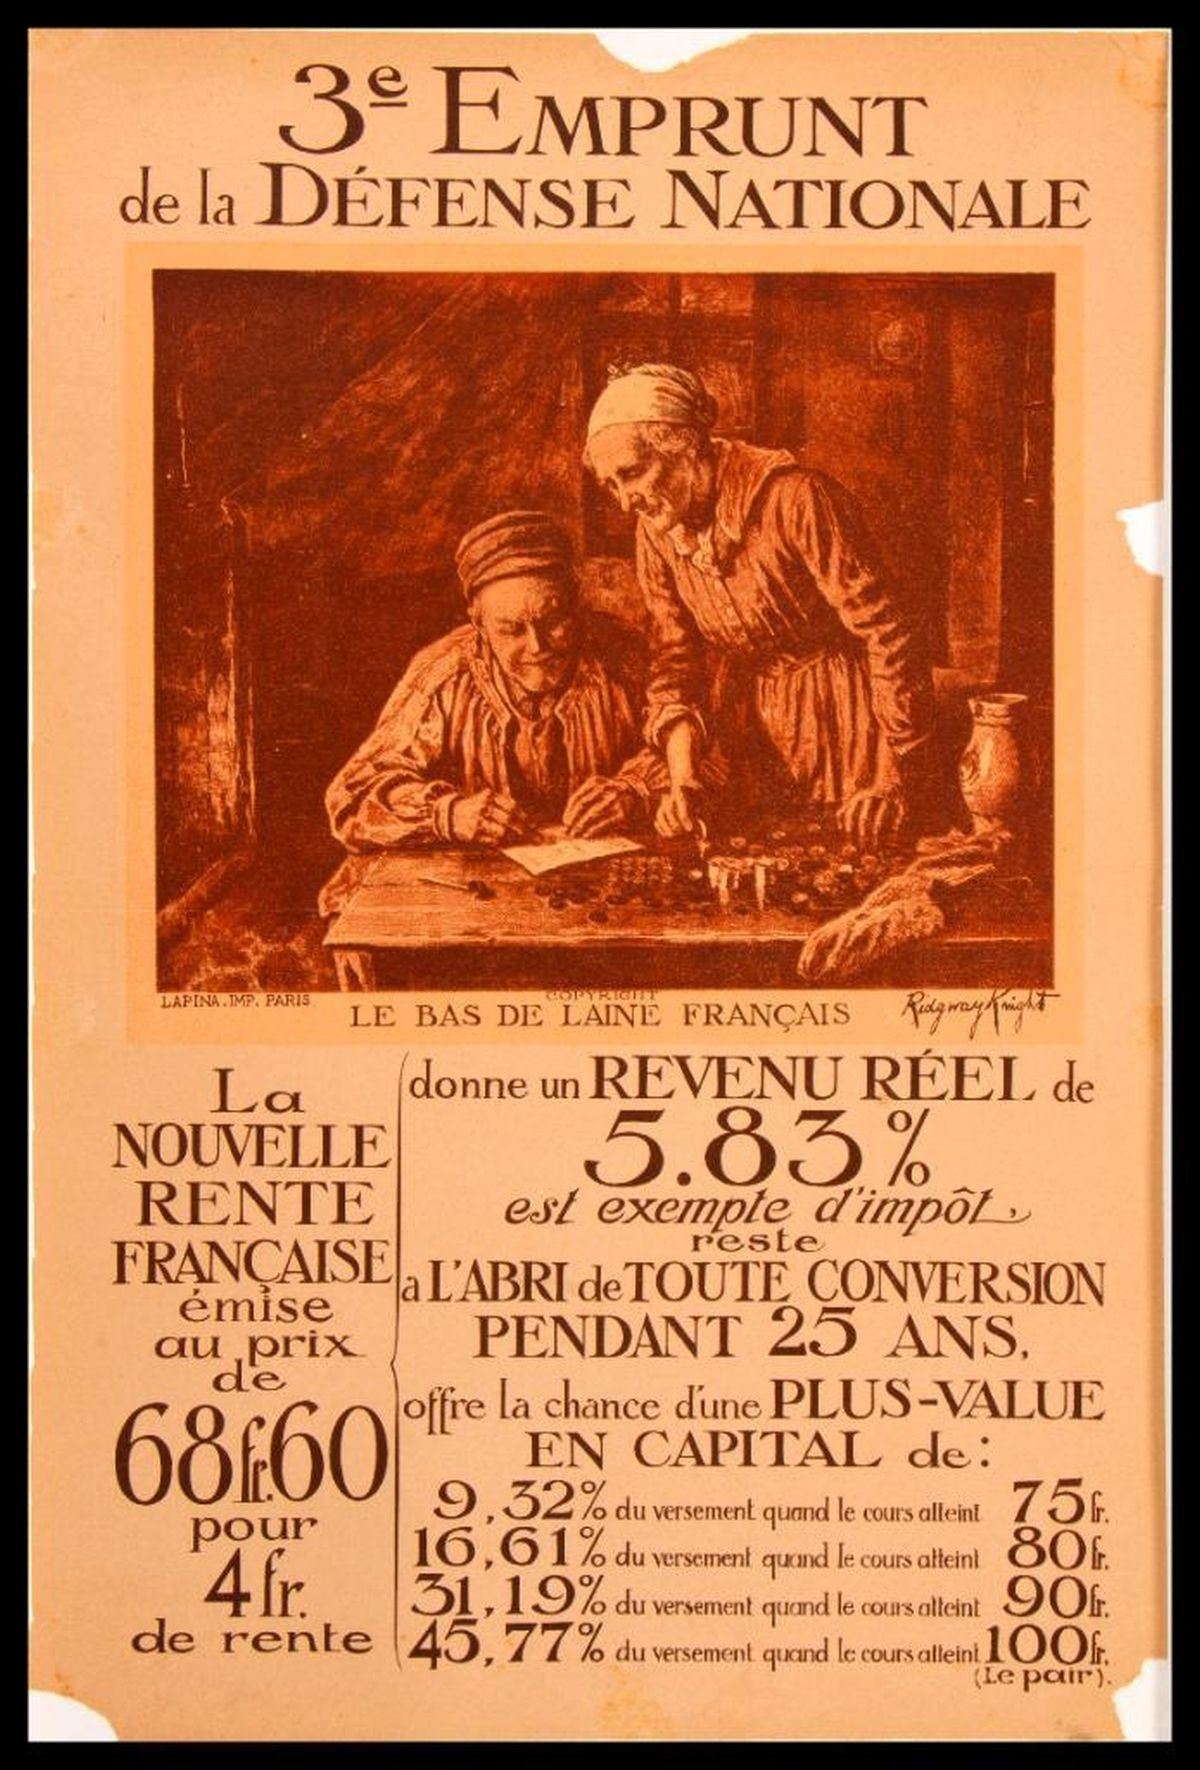 3e EMPRUNT
de la DÉFENSE NATIONALE
LAPINA. IMP. PARIS
COPYRIGHT
LE BAS DE LAINE FRANÇAIS
Ridgway Knight
La
NOUVELLE
RENTE
FRANÇAISE
émise
au prix
de
68fr.60
pour
4 fr.
de rente
donne un REVENU RÉEL de
5.83%
est exempte d'impôt,
reste
a L'ABRI de TOUTE CONVERSION
PENDANT 25 ANS.
offre la chance d'une PLUS-VALUE
EN CAPITAL de:
9,32% du versement quand le cours atteint 75fr.
16,61% du versement quand le cours atteint 80fr.
31,19% du versement quand le cours atteint 90fr.
45,77% du versement quand le cours atteint 100fr.
(Le pair).